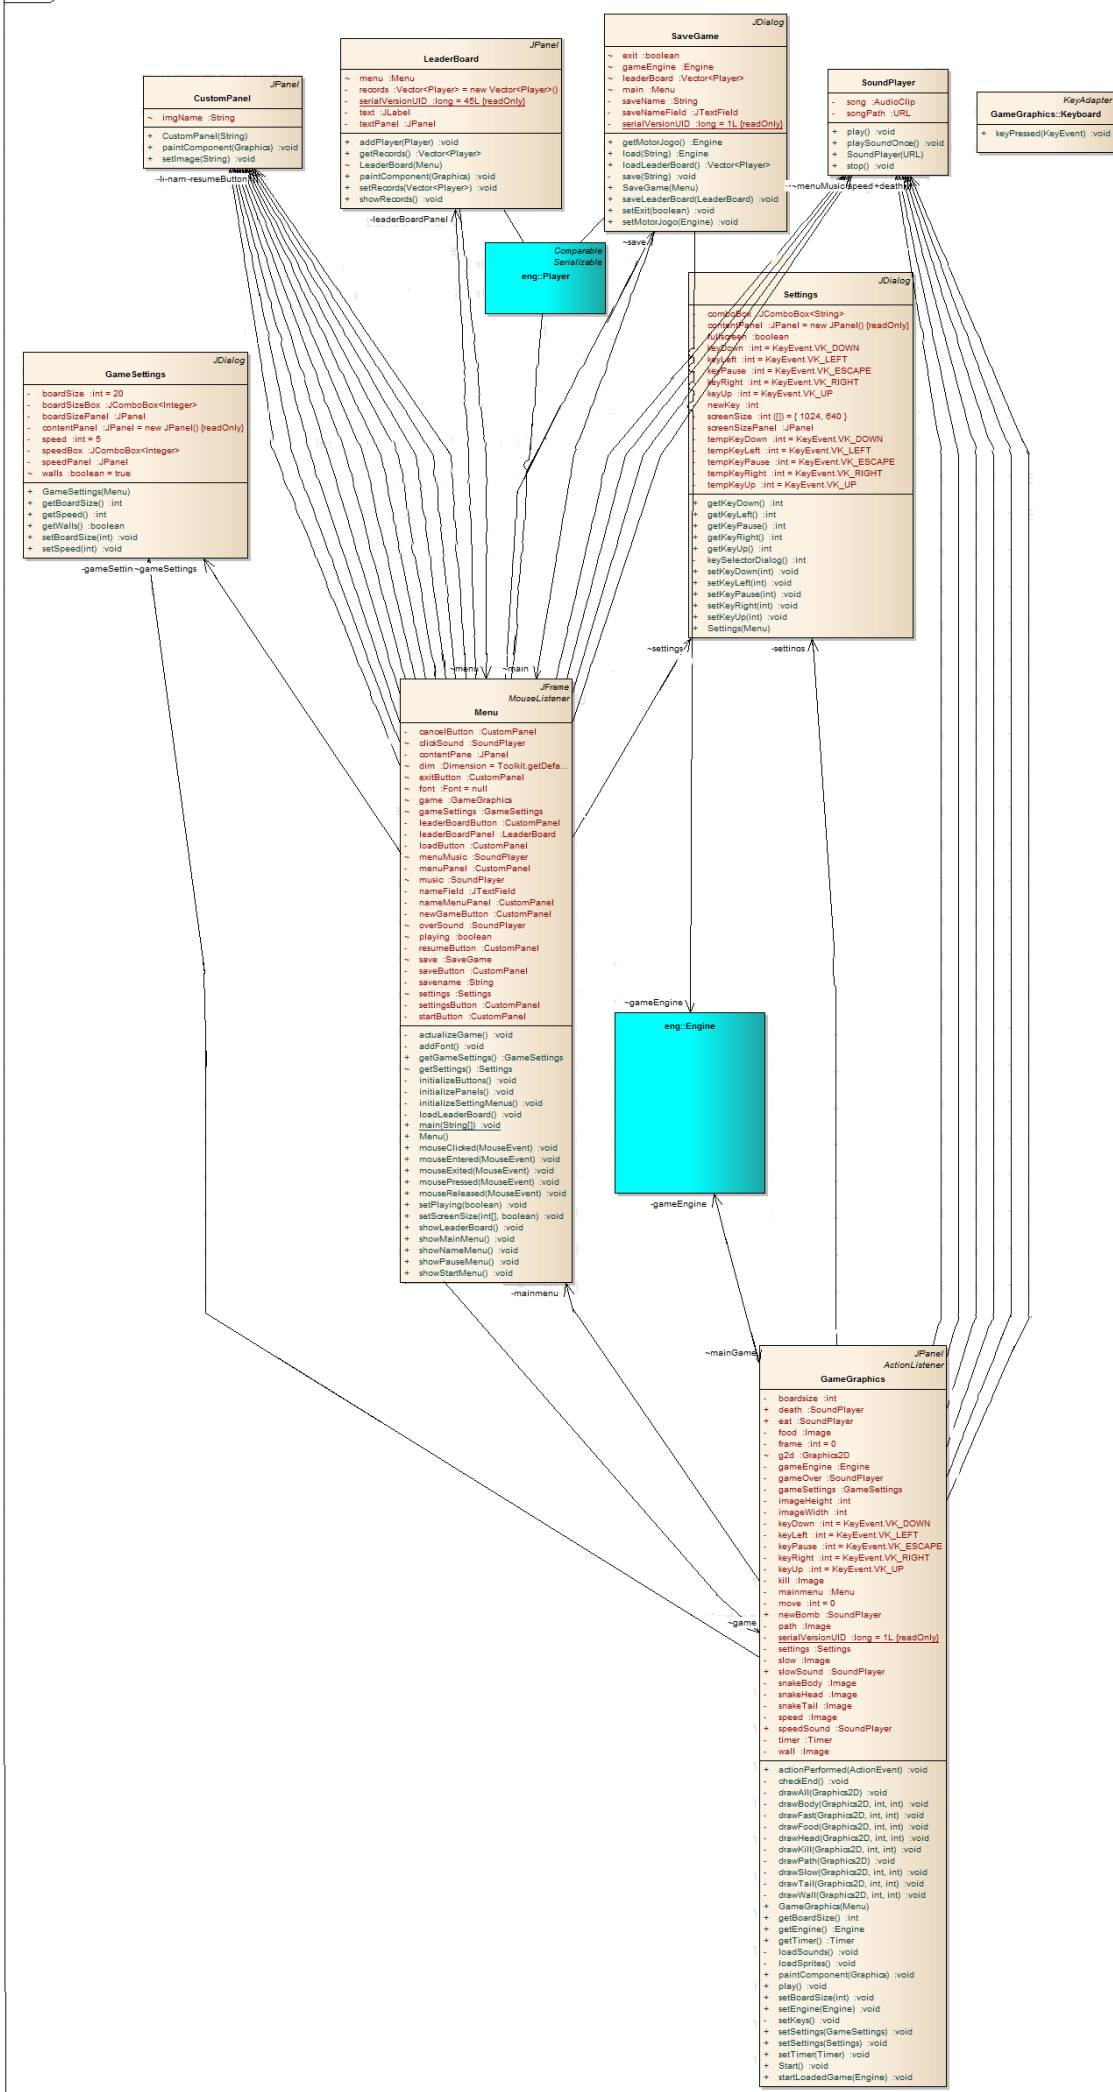 JPanel
CustomPanel
~ imgName :String
+ CustomPanel(String)
+ paintComponent(Graphics) :void
+ setImage(String) :void
JPanel
LeaderBoard
~ menu :Menu
- records :Vector<Player> = new Vector<Player>()
- serialVersionUID :long = 45L {readOnly}
- text :JLabel
- textPanel :JPanel
+ addPlayer(Player) :void
+ getRecords() :Vector<Player>
~ LeaderBoard(Menu)
+ paintComponent(Graphics) :void
+ setRecords(Vector<Player>) :void
+ showRecords() :void
-leaderBoardPanel
JDialog
SaveGame
~ exit :boolean
~ gameEngine :Engine
~ leaderBoard :Vector<Player>
~ main :Menu
- saveName :String
- saveNameField :JTextField
- serialVersionUID :long = 1L {readOnly}
+ getMotorJogo() :Engine
+ load(String) :Engine
+ loadLeaderBoard() :Vector<Player>
- save(String) :void
+ SaveGame(Menu)
+ saveLeaderBoard(LeaderBoard) :void
+ setExit(boolean) :void
+ setMotorJogo(Engine) :void
~save
SoundPlayer
- song :AudioClip
- songPath :URL
+ play() :void
+ playSoundOnce() :void
+ SoundPlayer(URL)
+ stop() :void
KeyAdapter
GameGraphics::Keyboard
+ keyPressed(KeyEvent) :void
Comparable
Serializable
eng::Player
JDialog
Settings
- comboBox :JComboBox<String>
- contentPanel :JPanel = new JPanel() {readOnly}
- fullscreen :boolean
- keyDown :int = KeyEvent.VK_DOWN
- keyLeft :int = KeyEvent.VK_LEFT
- keyPause :int = KeyEvent.VK_ESCAPE
- keyRight :int = KeyEvent.VK_RIGHT
- keyUp :int = KeyEvent.VK_UP
- newKey :int
- screenSize :int ([]) = { 1024, 640 }
- screenSizePanel :JPanel
- tempKeyDown :int = KeyEvent.VK_DOWN
- tempKeyLeft :int = KeyEvent.VK_LEFT
- tempKeyPause :int = KeyEvent.VK_ESCAPE
- tempKeyRight :int = KeyEvent.VK_RIGHT
- tempKeyUp :int = KeyEvent.VK_UP
+ getKeyDown() :int
+ getKeyLeft() :int
+ getKeyPause() :int
+ getKeyRight() :int
+ getKeyUp() :int
- keySelectorDialog() :int
+ setKeyDown(int) :void
+ setKeyLeft(int) :void
+ setKeyPause(int) :void
+ setKeyRight(int) :void
+ setKeyUp(int) :void
+ Settings(Menu)
~settings
-settings
JDialog
GameSettings
- boardSize :int = 20
- boardSizeBox :JComboBox<Integer>
- boardSizePanel :JPanel
- contentPanel :JPanel = new JPanel() {readOnly}
- speed :int = 5
- speedBox :JComboBox<Integer>
- speedPanel :JPanel
~ walls :boolean = true
+ GameSettings(Menu)
+ getBoardSize() :int
+ getSpeed() :int
+ getWalls() :boolean
+ setBoardSize(int) :void
+ setSpeed(int) :void
~gameSettings
~menu
~main
JFrame
MouseListener
Menu
- cancelButton :CustomPanel
~ clickSound :SoundPlayer
- contentPane :JPanel
~ dim :Dimension = Toolkit.getDefa...
~ exitButton :CustomPanel
~ font :Font = null
~ game :GameGraphics
~ gameSettings :GameSettings
- leaderBoardButton :CustomPanel
- leaderBoardPanel :LeaderBoard
- loadButton :CustomPanel
~ menuMusic :SoundPlayer
- menuPanel :CustomPanel
~ music :SoundPlayer
- nameField :JTextField
- nameMenuPanel :CustomPanel
- newGameButton :CustomPanel
~ overSound :SoundPlayer
~ playing :boolean
- resumeButton :CustomPanel
~ save :SaveGame
- saveButton :CustomPanel
- savename :String
~ settings :Settings
- settingsButton :CustomPanel
- startButton :CustomPanel
- actualizeGame() :void
- addFont() :void
+ getGameSettings() :GameSettings
~ getSettings() :Settings
- initializeButtons() :void
- initializePanels() :void
- initializeSettingMenus() :void
- loadLeaderBoard() :void
+ main(String[]) :void
+ Menu()
+ mouseClicked(MouseEvent) :void
+ mouseEntered(MouseEvent) :void
+ mouseExited(MouseEvent) :void
+ mousePressed(MouseEvent) :void
+ mouseReleased(MouseEvent) :void
+ setPlaying(boolean) :void
+ setScreenSize(int[], boolean) :void
+ showLeaderBoard() :void
+ showMainMenu() :void
+ showNameMenu() :void
+ showPauseMenu() :void
+ showStartMenu() :void
-mainmenu
~gameEngine
eng::Engine
-gameEngine
~mainGame
~game
JPanel
ActionListener
GameGraphics
- boardsize :int
+ death :SoundPlayer
+ eat :SoundPlayer
- food :Image
- frame :int = 0
~ g2d :Graphics2D
- gameEngine :Engine
- gameOver :SoundPlayer
- gameSettings :GameSettings
- imageHeight :int
- imageWidth :int
- keyDown :int = KeyEvent.VK_DOWN
- keyLeft :int = KeyEvent.VK_LEFT
- keyPause :int = KeyEvent.VK_ESCAPE
- keyRight :int = KeyEvent.VK_RIGHT
- keyUp :int = KeyEvent.VK_UP
- kill :Image
- mainmenu :Menu
- move :int = 0
+ newBomb :SoundPlayer
- path :Image
- serialVersionUID :long = 1L {readOnly}
- settings :Settings
- slow :Image
+ slowSound :SoundPlayer
- snakeBody :Image
- snakeHead :Image
- snakeTail :Image
- speed :Image
+ speedSound :SoundPlayer
- timer :Timer
- wall :Image
+ actionPerformed(ActionEvent) :void
- checkEnd() :void
- drawAll(Graphics2D) :void
- drawBody(Graphics2D, int, int) :void
- drawFast(Graphics2D, int, int) :void
- drawFood(Graphics2D, int, int) :void
- drawHead(Graphics2D, int, int) :void
- drawKill(Graphics2D, int, int) :void
- drawPath(Graphics2D) :void
- drawSlow(Graphics2D, int, int) :void
- drawTail(Graphics2D, int, int) :void
- drawWall(Graphics2D, int, int) :void
+ GameGraphics(Menu)
+ getBoardSize() :int
+ getEngine() :Engine
+ getTimer() :Timer
- loadSounds() :void
- loadSprites() :void
+ paintComponent(Graphics) :void
+ play() :void
+ setBoardSize(int) :void
+ setEngine(Engine) :void
- setKeys() :void
+ setSettings(GameSettings) :void
+ setSettings(Settings) :void
+ setTimer(Timer) :void
+ Start() :void
+ startLoadedGame(Engine) :void